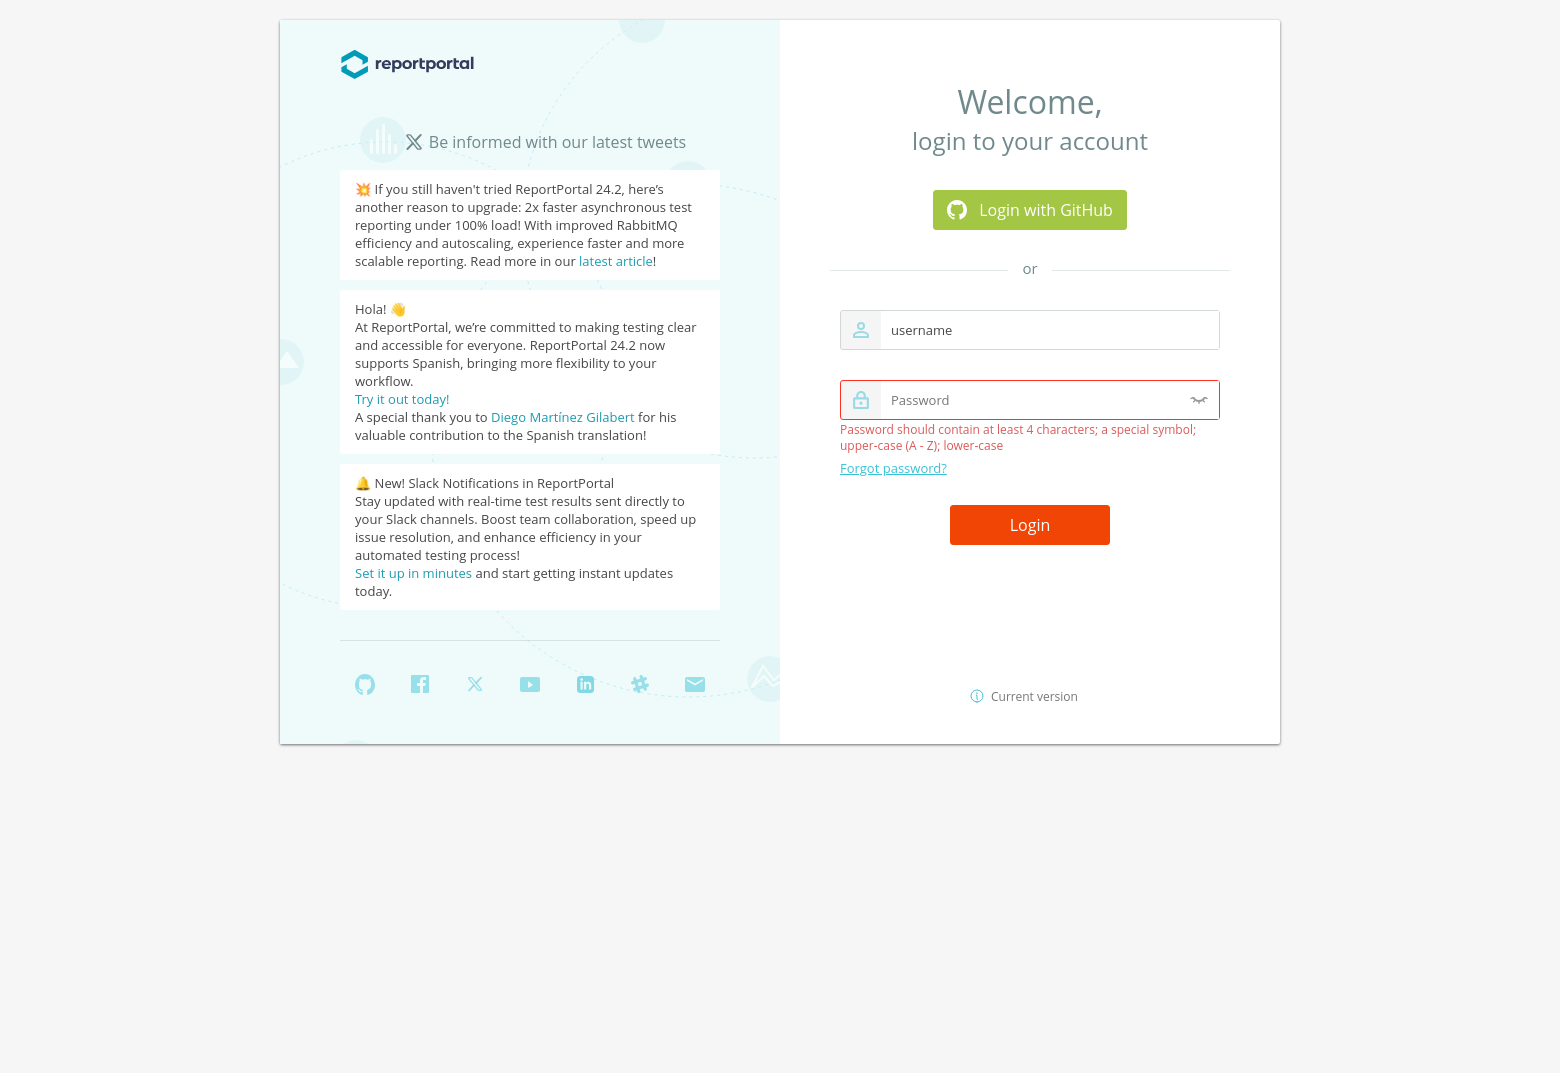 reportportal
Be informed with our latest tweets
💥 If you still haven't tried ReportPortal 24.2, here's
another reason to upgrade: 2x faster asynchronous test
reporting under 100% load! With improved RabbitMQ
efficiency and autoscaling, experience faster and more
scalable reporting. Read more in our latest article!
Hola! 👋
At ReportPortal, we're committed to making testing clear
and accessible for everyone. ReportPortal 24.2 now
supports Spanish, bringing more flexibility to your
workflow.
Try it out today!
A special thank you to Diego Martínez Gilabert for his
valuable contribution to the Spanish translation!
🔔 New! Slack Notifications in ReportPortal
Stay updated with real-time test results sent directly to
your Slack channels. Boost team collaboration, speed up
issue resolution, and enhance efficiency in your
automated testing process!
Set it up in minutes and start getting instant updates
today.
Welcome,
login to your account
Login with GitHub
or
username
Password
Password should contain at least 4 characters; a special symbol;
upper-case (A - Z); lower-case
Forgot password?
Login
Current version